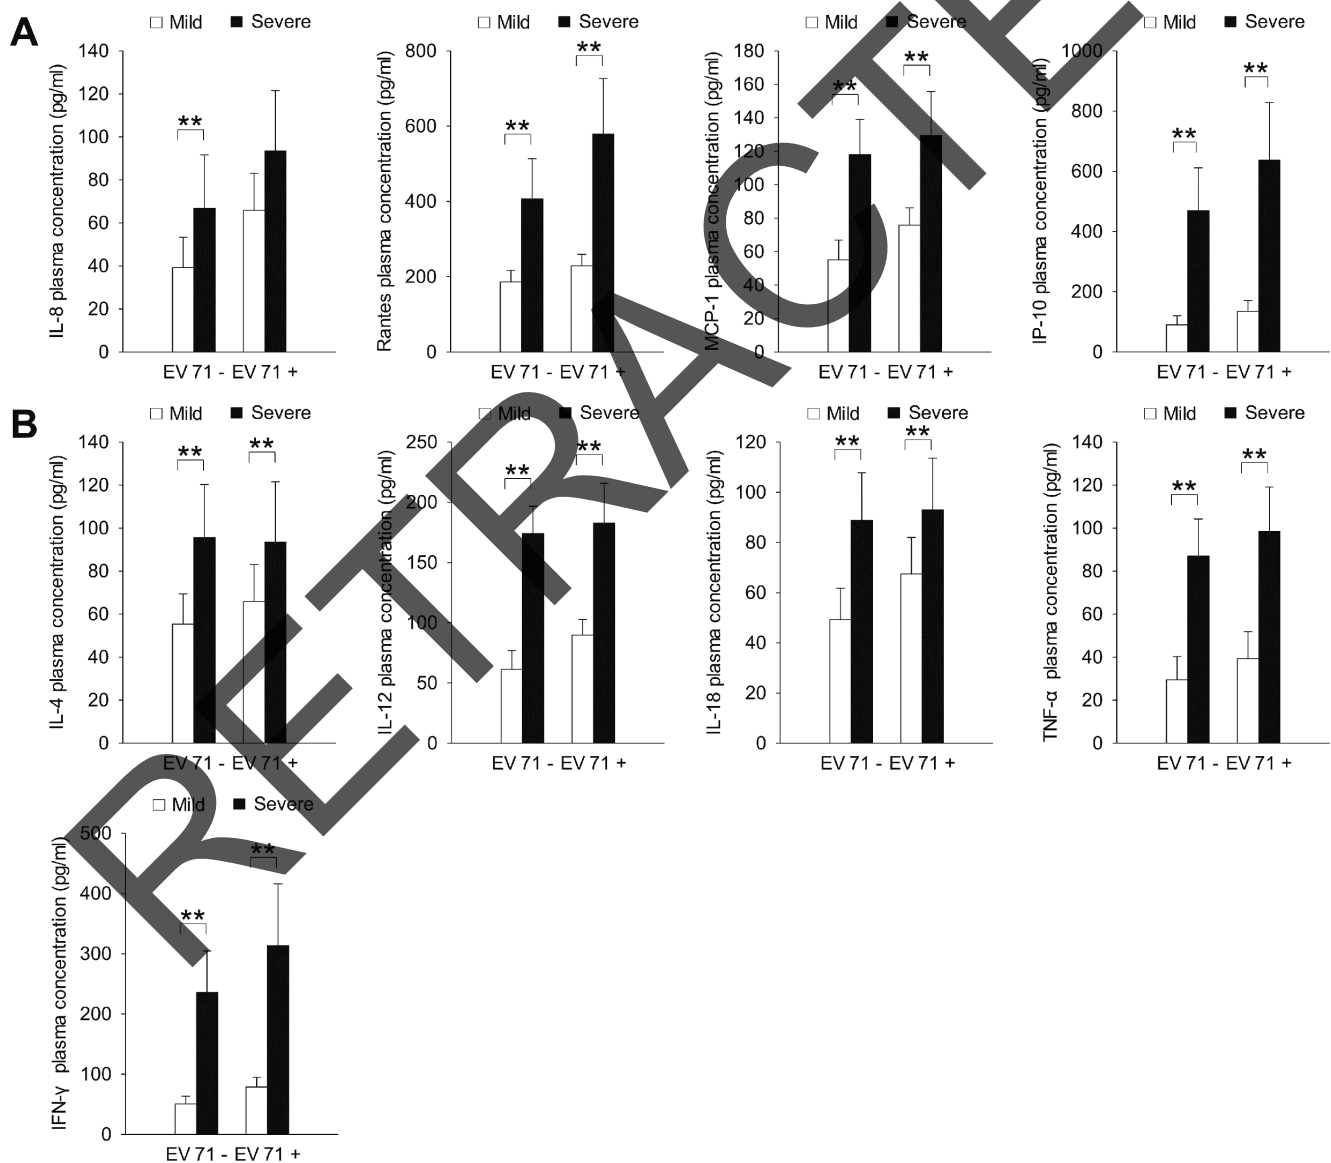 A
Mild Severe
IL-8 plasma concentration (pg/ml)
140
120
100
80
60
40
20
0
**
EV 71 - EV 71 +
Mild Severe
Rantes plasma concentration (pg/ml)
800
600
400
200
0
**
**
EV 71 - EV 71 +
Mild Severe
MCP-1 plasma concentration (pg/ml)
180
160
140
120
100
80
60
40
20
0
**
**
EV 71 - EV 71 +
Mild Severe
IP-10 plasma concentration (pg/ml)
1000
800
600
400
200
0
**
**
EV 71 - EV 71 +
B
Mild Severe
IL-4 plasma concentration (pg/ml)
140
120
100
80
60
40
20
0
**
**
EV 71 - EV 71 +
Mild Severe
IL-12 plasma concentration (pg/ml)
250
200
150
100
50
0
**
**
EV 71 - EV 71 +
Mild Severe
IL-18 plasma concentration (pg/ml)
120
100
80
60
40
20
0
**
**
EV 71 - EV 71 +
Mild Severe
TNF-α plasma concentration (pg/ml)
140
120
100
80
60
40
20
0
**
**
EV 71 - EV 71 +
Mild Severe
IFN-γ plasma concentration (pg/ml)
500
400
300
200
100
0
**
**
EV 71 - EV 71 +
RETRACTE